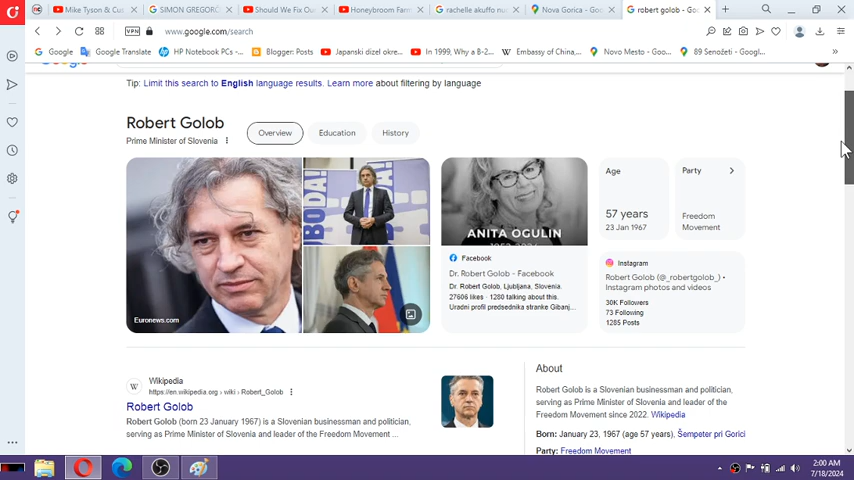 Mike Tyson & Cus
SIMON GREGORČ
Should We Fix Ou
Honeybroom Farm
rachelle akuffo nu
Nova Gorica - Goo
robert golob - Goo
VPN
www.google.com/search
Google
Google Translate
HP Notebook PCs -...
Blogger: Posts
Japanski dizel okre...
In 1999, Why a B-2...
Embassy of China,...
Novo Mesto - Goo...
89 Senožeti - Googl...
Tip: Limit this search to English language results. Learn more about filtering by language
Robert Golob
Prime Minister of Slovenia
Overview
Education
History
Euronews.com
ANITA OGULIN
Facebook
Dr. Robert Golob - Facebook
Dr. Robert Golob, Ljubljana, Slovenia.
27606 likes · 1280 talking about this.
Uradni profil predsednika stranke Gibanj...
Age
57 years
23 Jan 1967
Party
Freedom
Movement
Instagram
Robert Golob (@_robertgolob_) •
Instagram photos and videos
30K Followers
73 Following
1285 Posts
W
Wikipedia
https://en.wikipedia.org › wiki › Robert_Golob
Robert Golob
Robert Golob (born 23 January 1967) is a Slovenian businessman and politician,
serving as Prime Minister of Slovenia and leader of the Freedom Movement ...
About
Robert Golob is a Slovenian businessman and politician,
serving as Prime Minister of Slovenia and leader of the
Freedom Movement since 2022. Wikipedia
Born: January 23, 1967 (age 57 years), Šempeter pri Gorici
Party: Freedom Movement
2:00 AM
7/18/2024